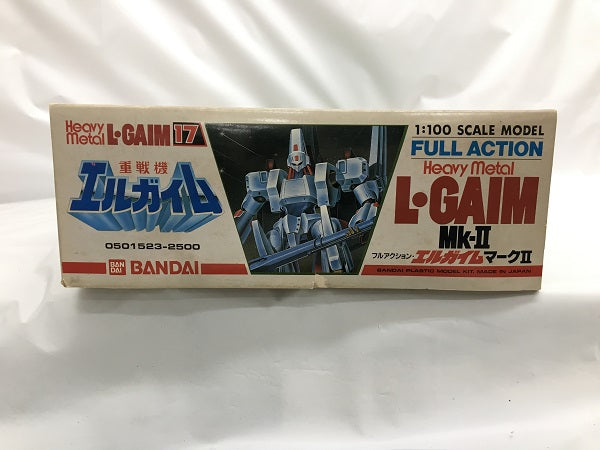 Heavy Metal L·GAIM 17
重戦機
エルガイム
0501523-2500
BAN DAI BANDAI
1:100 SCALE MODEL
FULL ACTION
Heavy Metal
L·GAIM
Mk-II
フルアクション・エルガイムマークII
BANDAI PLASTIC MODEL KIT. MADE IN JAPAN